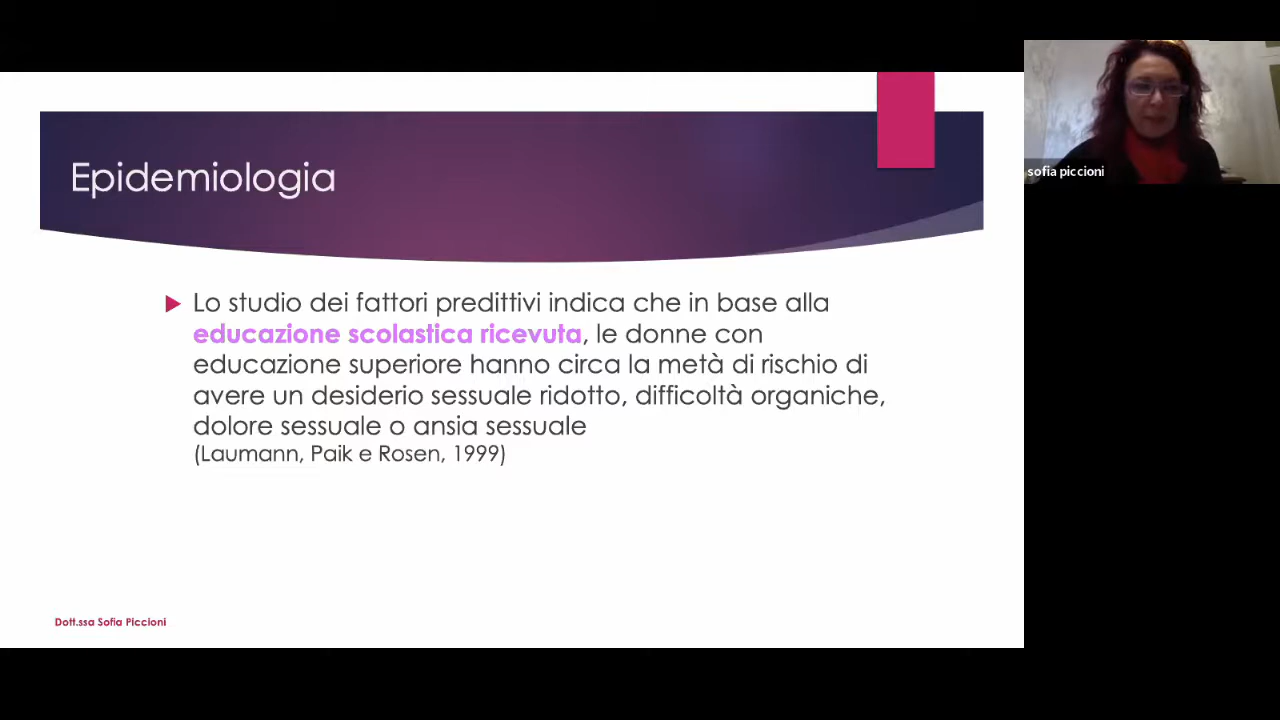 Epidemiologia
Lo studio dei fattori predittivi indica che in base alla
educazione scolastica ricevuta, le donne con
educazione superiore hanno circa la metà di rischio di
avere un desiderio sessuale ridotto, difficoltà organiche,
dolore sessuale o ansia sessuale
(Laumann, Paik e Rosen, 1999)
Dott.ssa Sofia Piccioni
sofia piccioni